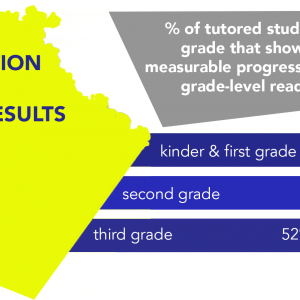 ION
ESULTS
% of tutored stud
grade that show
measurable progress
grade-level read
kinder & first grade
second grade
third grade 52